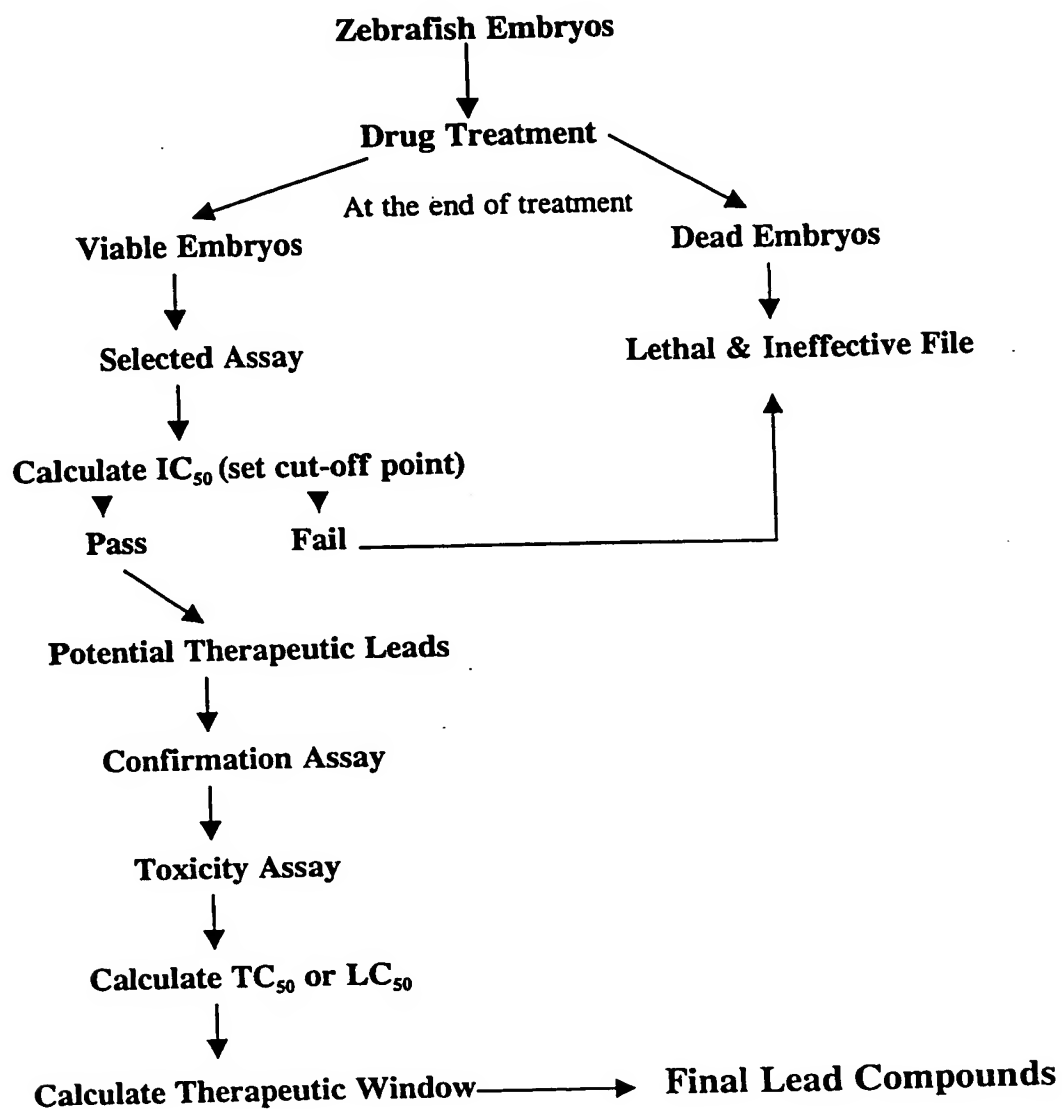 Zebrafish Embryos
Drug Treatment
At the end of treatment
Viable Embryos
Dead Embryos
Selected Assay
Lethal & Ineffective File
Calculate IC₅₀ (set cut-off point)
Pass
Fail
Potential Therapeutic Leads
Confirmation Assay
Toxicity Assay
Calculate TC₅₀ or LC₅₀
Calculate Therapeutic Window
Final Lead Compounds